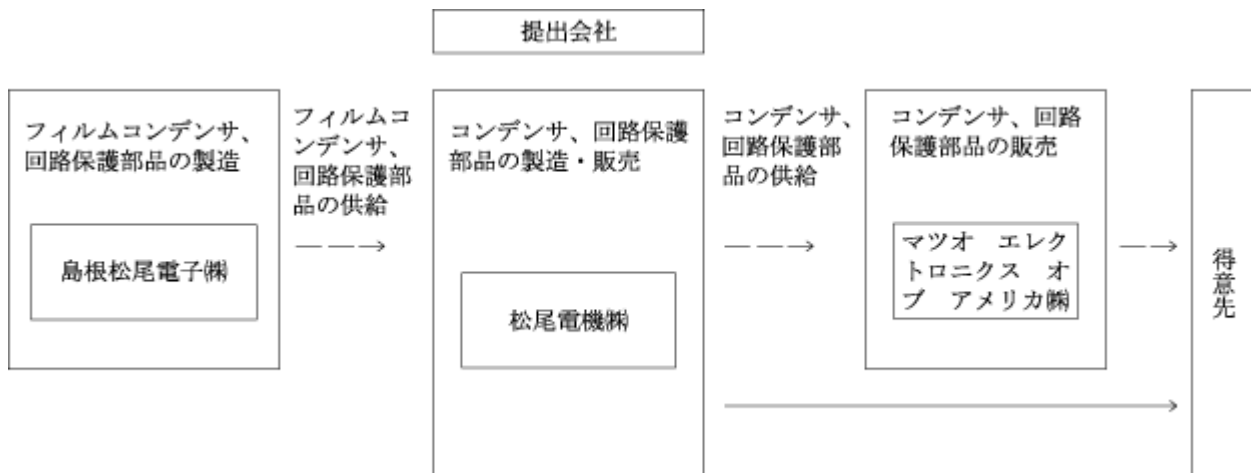 提出会社
フィルムコンデンサ、
回路保護部品の製造
島根松尾電子㈱
フィルムコ
ンデンサ、
回路保護部
品の供給
コンデンサ、回路保護
部品の製造・販売
松尾電機㈱
コンデンサ、
回路保護部
品の供給
コンデンサ、回路
保護部品の販売
マツオ　エレク
トロニクス　オ
ブ　アメリカ㈱
得意先